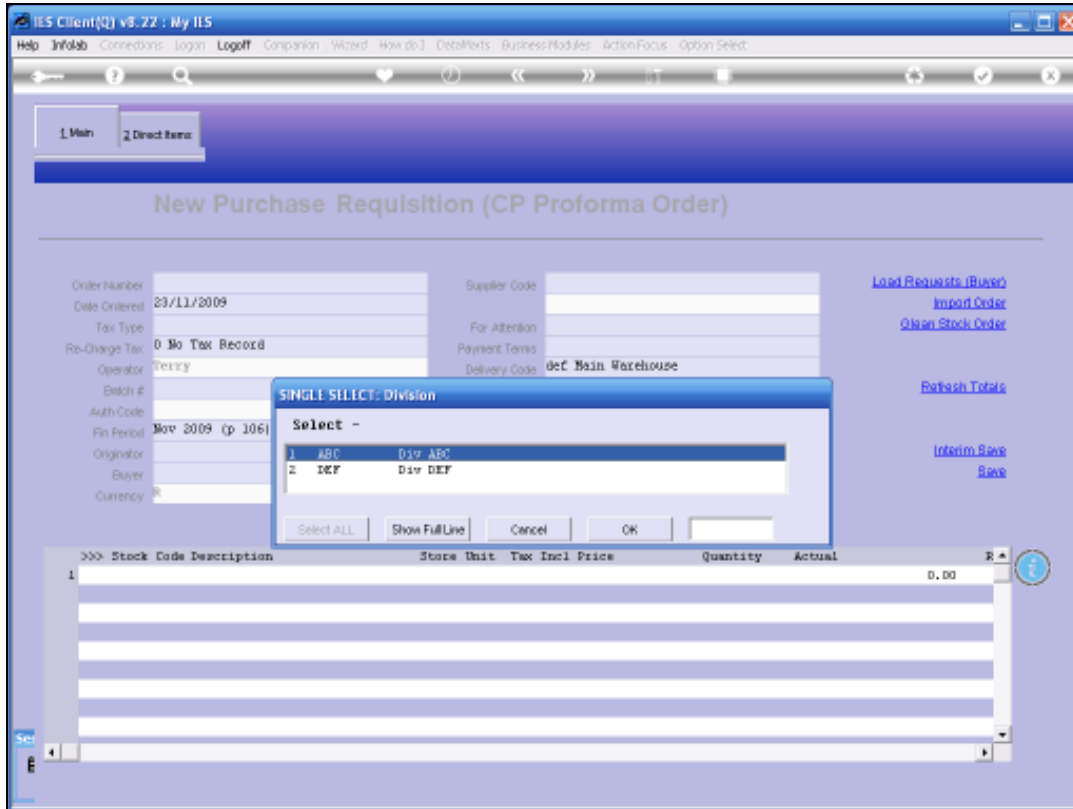 IES Client(Q) v8.22 : My IES
Help Infolab Connections Logon Logoff Companion Wizard How do I DataAlerts Business Modules Action Focus Option Select
1 Main
2 Direct Items
New Purchase Requisition (CP Proforma Order)
Order Number
Supplier Code
Load Requests (Buyer)
Date Ordered 23/11/2009
Import Order
Tax Type
For Attention
Clean Stock Order
Re-Charge Tax 0 No Tax Record
Payment Terms
Operator Terry
Delivery Code def Main Warehouse
Batch #
Refresh Totals
Auth Code
Fin Period Nov 2009 (p 106)
Originator
Interim Save
Buyer
Save
Currency R
SINGLE SELECT: Division
Select -
1 ABC Div ABC
2 DEF Div DEF
Select ALL Show Full Line Cancel OK
>>> Stock Code Description Store Unit Tax Incl Price Quantity Actual R
1 0.00